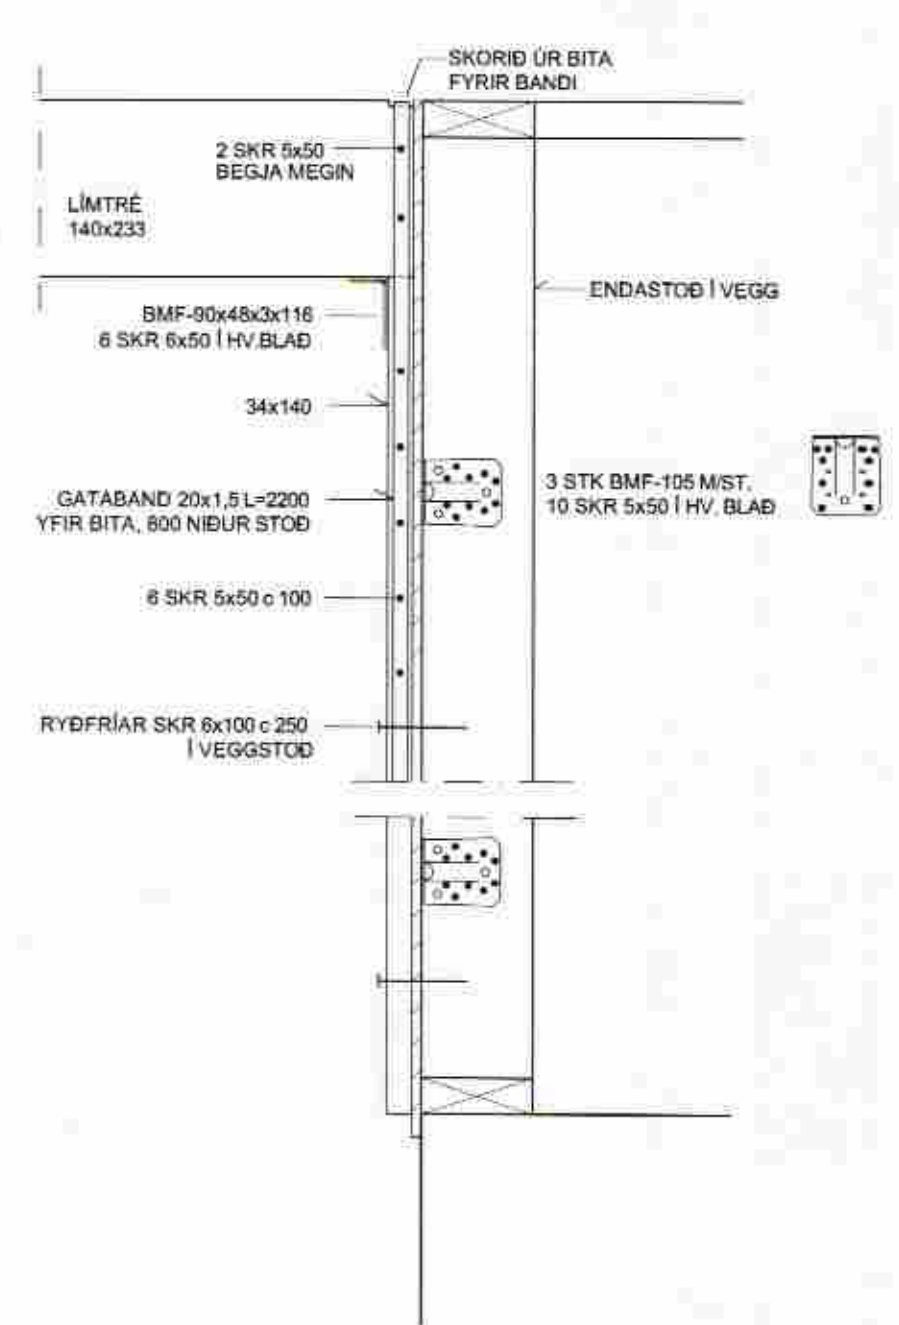 SKORIÐ ÚR BITA
FYRIR BANDI
2 SKR 5x50
BEGJA MEGIN
LÍMTRÉ
140x233
ENDASTOÐ Í VEGG
BMF-90x48x3x116
6 SKR 6x50 Í HV.BLAÐ
34x140
3 STK BMF-105 M/ST.
10 SKR 5x50 Í HV. BLAÐ
GATABAND 20x1,5 L=2200
YFIR BITA, 800 NIÐUR STOÐ
6 SKR 5x50 c 100
RYÐFRÍAR SKR 6x100 c 250
Í VEGGSTOÐ